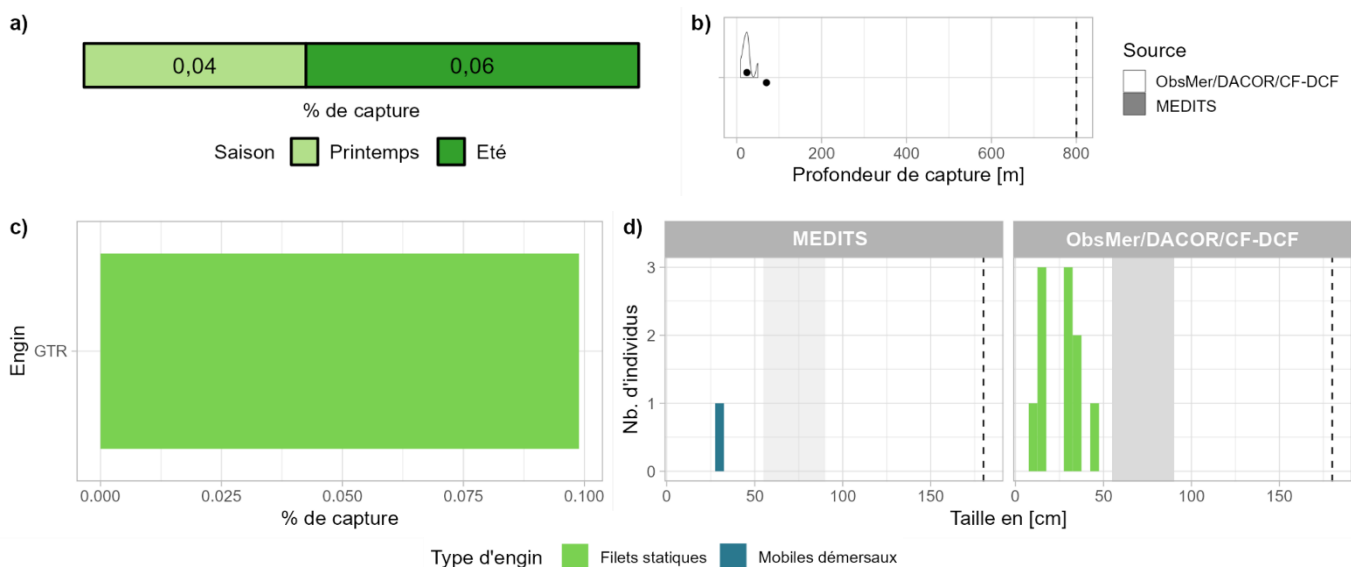 a)
0,04 0,06
% de capture
Saison Printemps Eté
b)
0 200 400 600 800
Profondeur de capture [m]
Source
ObsMer/DACOR/CF-DCF
MEDITS
c)
Engin
GTR
0.000 0.025 0.050 0.075 0.100
% de capture
d)
MEDITS ObsMer/DACOR/CF-DCF
Nb. d'individus
3
2
1
0
0 50 100 150 0 50 100 150
Taille en [cm]
Type d'engin Filets statiques Mobiles démersaux